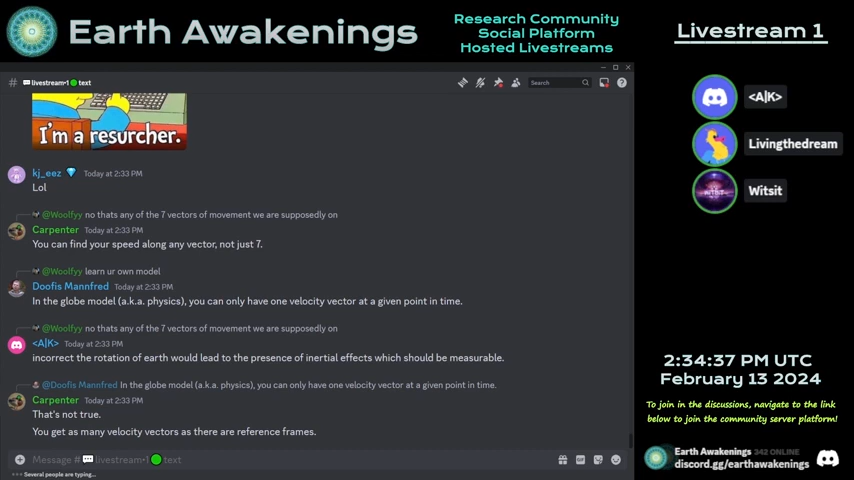 Earth Awakenings
Research Community
Social Platform
Hosted Livestreams
Livestream 1
# livestream-1 text
Search
I'm a resurcher.
kj_eez Today at 2:33 PM
Lol
@Woolfyy no thats any of the 7 vectors of movement we are supposedly on
Carpenter Today at 2:33 PM
You can find your speed along any vector, not just 7.
@Woolfyy learn ur own model
Doofis Mannfred Today at 2:33 PM
In the globe model (a.k.a. physics), you can only have one velocity vector at a given point in time.
@Woolfyy no thats any of the 7 vectors of movement we are supposedly on
<A|K> Today at 2:33 PM
incorrect the rotation of earth would lead to the presence of inertial effects which should be measurable.
@Doofis Mannfred In the globe model (a.k.a. physics), you can only have one velocity vector at a given point in time.
Carpenter Today at 2:33 PM
That's not true.
You get as many velocity vectors as there are reference frames.
Message # livestream-1 text
GIF
Several people are typing...
<A|K>
Livingthedream
Witsit
2:34:37 PM UTC
February 13 2024
To join in the discussions, navigate to the link
below to join the community server platform!
Earth Awakenings 342 ONLINE
discord.gg/earthawakenings